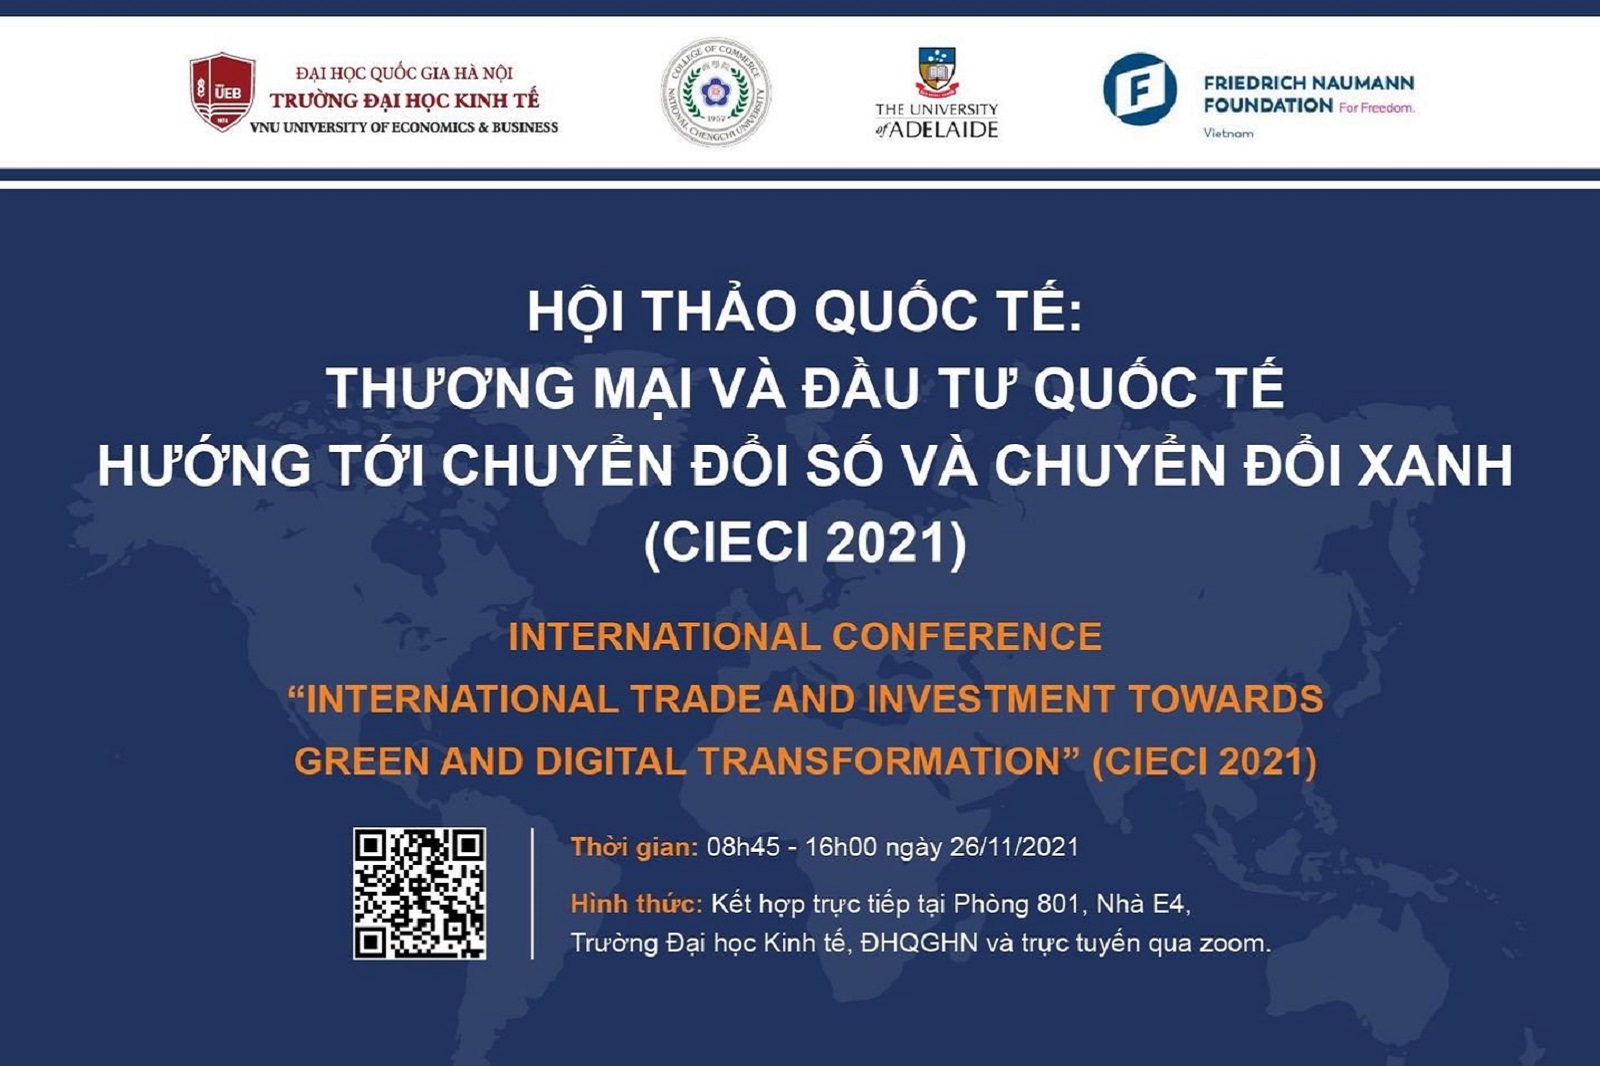 ĐẠI HỌC QUỐC GIA HÀ NỘI
TRƯỜNG ĐẠI HỌC KINH TẾ
VNU UNIVERSITY OF ECONOMICS & BUSINESS
VNU
UEB
1974
COLLEGE OF COMMERCE
商學院
NATIONAL CHENGCHI UNIVERSITY
1957
THE UNIVERSITY
of ADELAIDE
F
FRIEDRICH NAUMANN
FOUNDATION For Freedom.
Vietnam
HỘI THẢO QUỐC TẾ:
THƯƠNG MẠI VÀ ĐẦU TƯ QUỐC TẾ
HƯỚNG TỚI CHUYỂN ĐỔI SỐ VÀ CHUYỂN ĐỔI XANH
(CIECI 2021)
INTERNATIONAL CONFERENCE
“INTERNATIONAL TRADE AND INVESTMENT TOWARDS
GREEN AND DIGITAL TRANSFORMATION” (CIECI 2021)
Thời gian: 08h45 - 16h00 ngày 26/11/2021
Hình thức: Kết hợp trực tiếp tại Phòng 801, Nhà E4,
Trường Đại học Kinh tế, ĐHQGHN và trực tuyến qua zoom.